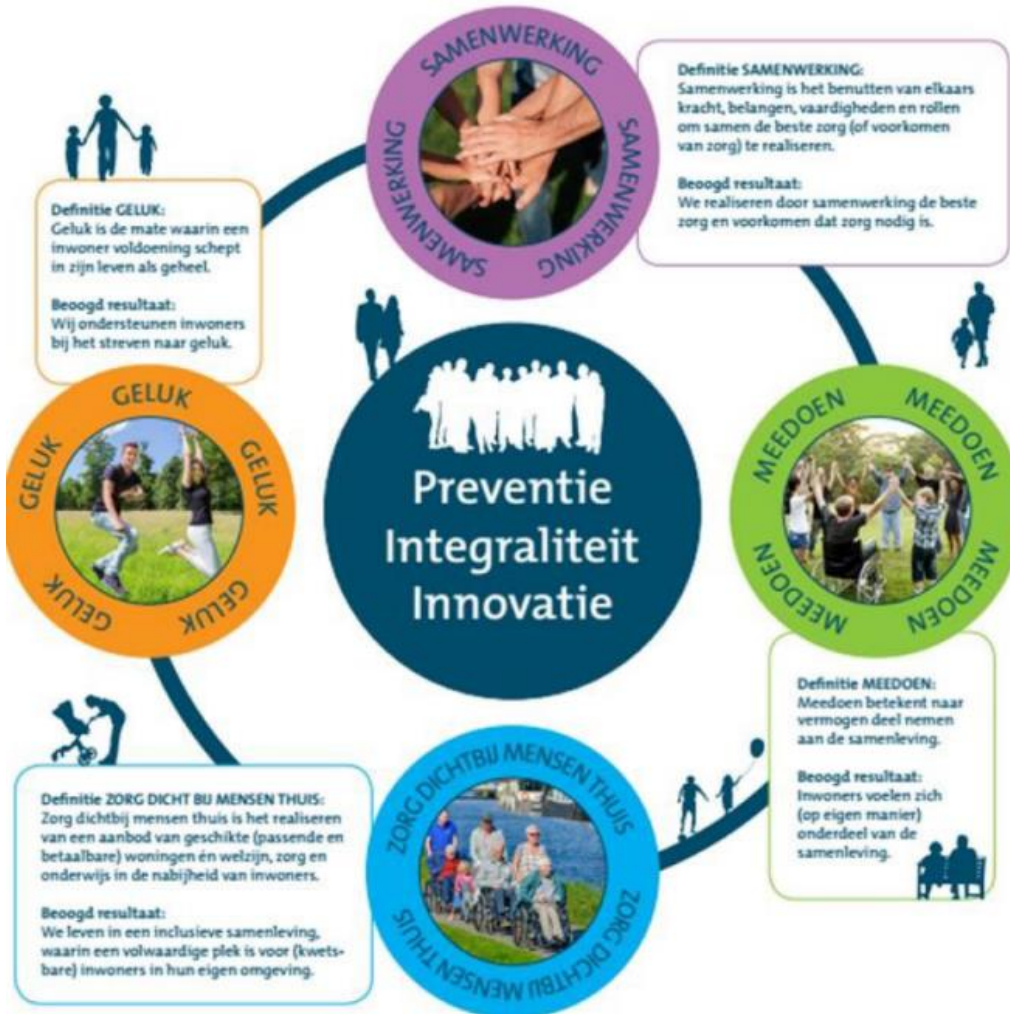 SAMENWERKING
SAMENWERKING
SAMENWERKING
SAMENWERKING
Definitie SAMENWERKING:
Samenwerking is het benutten van elkaars
kracht, belangen, vaardigheden en rollen
om samen de beste zorg (of voorkomen
van zorg) te realiseren.
Beoogd resultaat:
We realiseren door samenwerking de beste
zorg en voorkomen dat zorg nodig is.
Definitie GELUK:
Geluk is de mate waarin een
inwoner voldoening schept
in zijn leven als geheel.
Beoogd resultaat:
Wij ondersteunen inwoners
bij het streven naar geluk.
GELUK
GELUK
GELUK
GELUK
GELUK
Preventie
Integraliteit
Innovatie
MEEDOEN
MEEDOEN
MEEDOEN
MEEDOEN
MEEDOEN
Definitie MEEDOEN:
Meedoen betekent naar
vermogen deel nemen
aan de samenleving.
Beoogd resultaat:
Inwoners voelen zich
(op eigen manier)
onderdeel van de
samenleving.
Definitie ZORG DICHT BIJ MENSEN THUIS:
Zorg dichtbij mensen thuis is het realiseren
van een aanbod van geschikte (passende en
betaalbare) woningen én welzijn, zorg en
onderwijs in de nabijheid van inwoners.
Beoogd resultaat:
We leven in een inclusieve samenleving,
waarin een volwaardige plek is voor (kwets-
bare) inwoners in hun eigen omgeving.
ZORG DICHTBIJ MENSEN THUIS
ZORG DICHTBIJ MENSEN THUIS